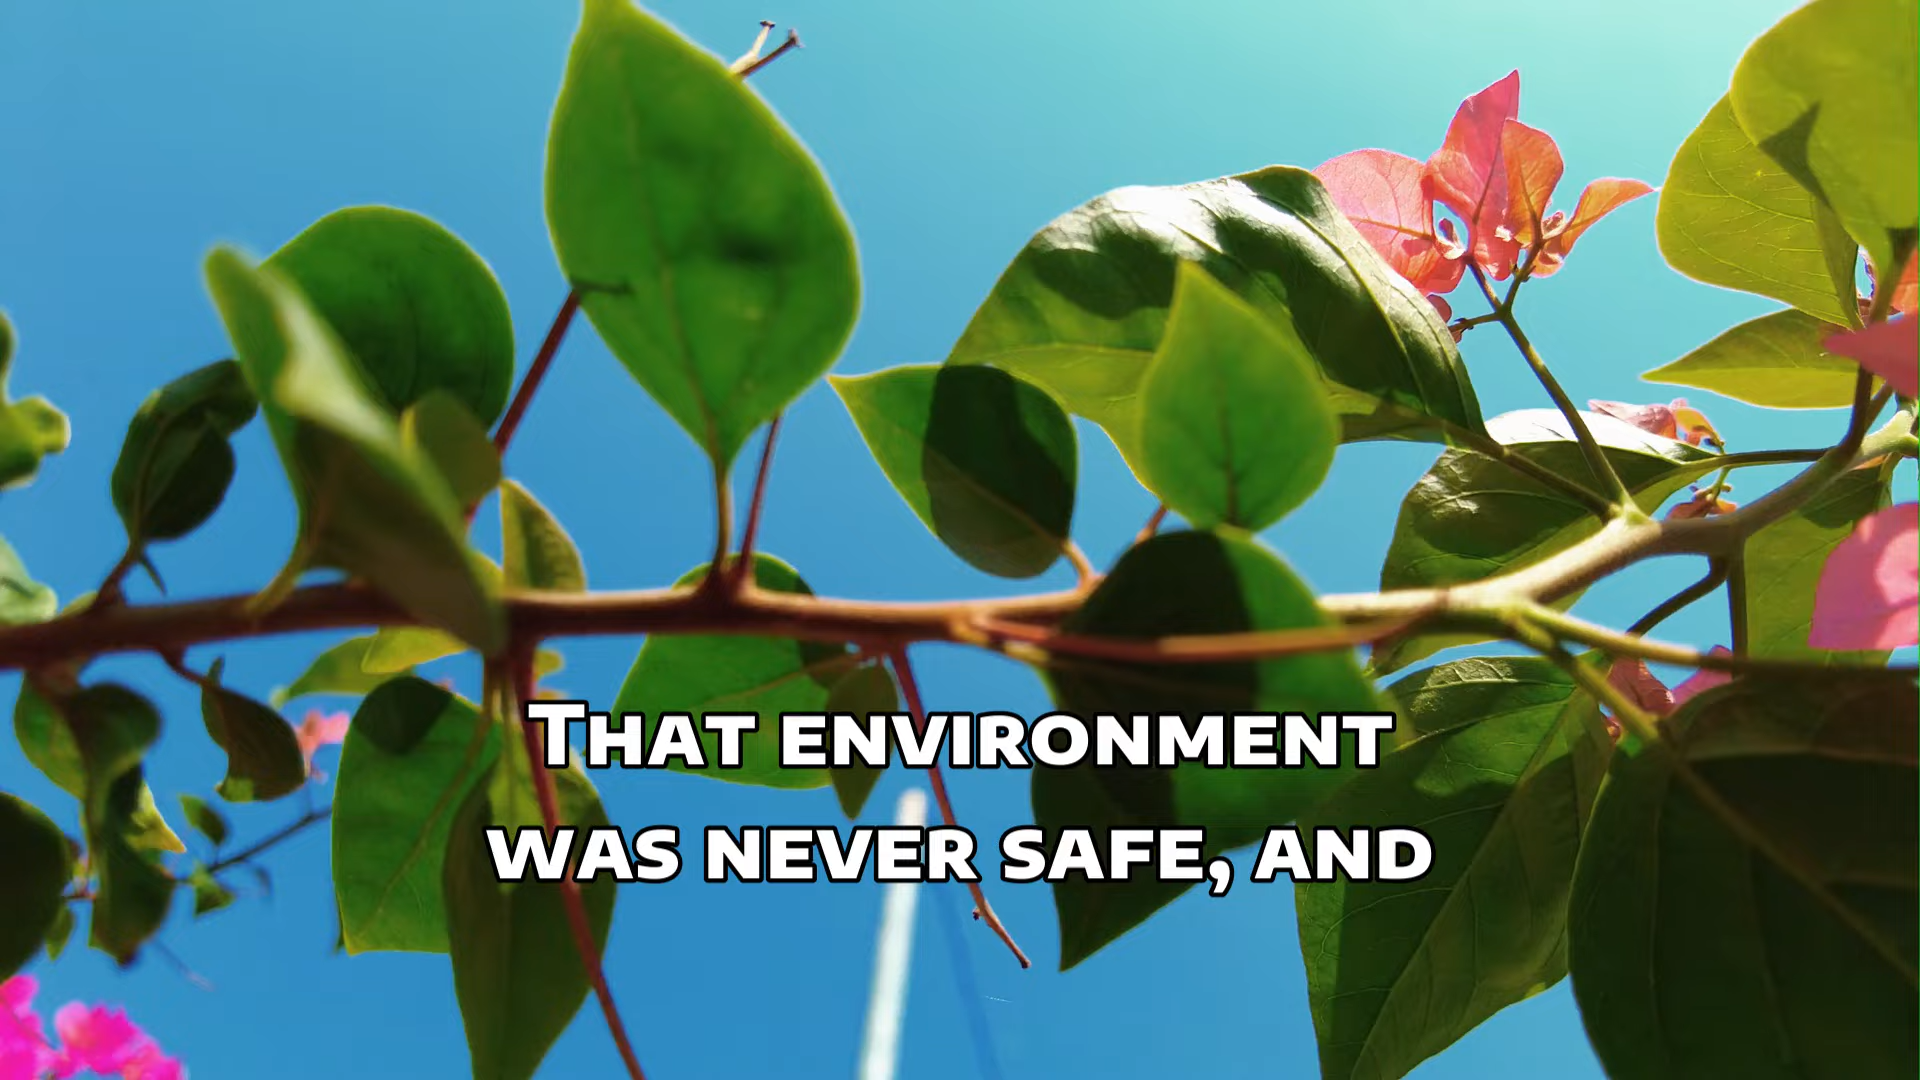 That environment
was never safe, and